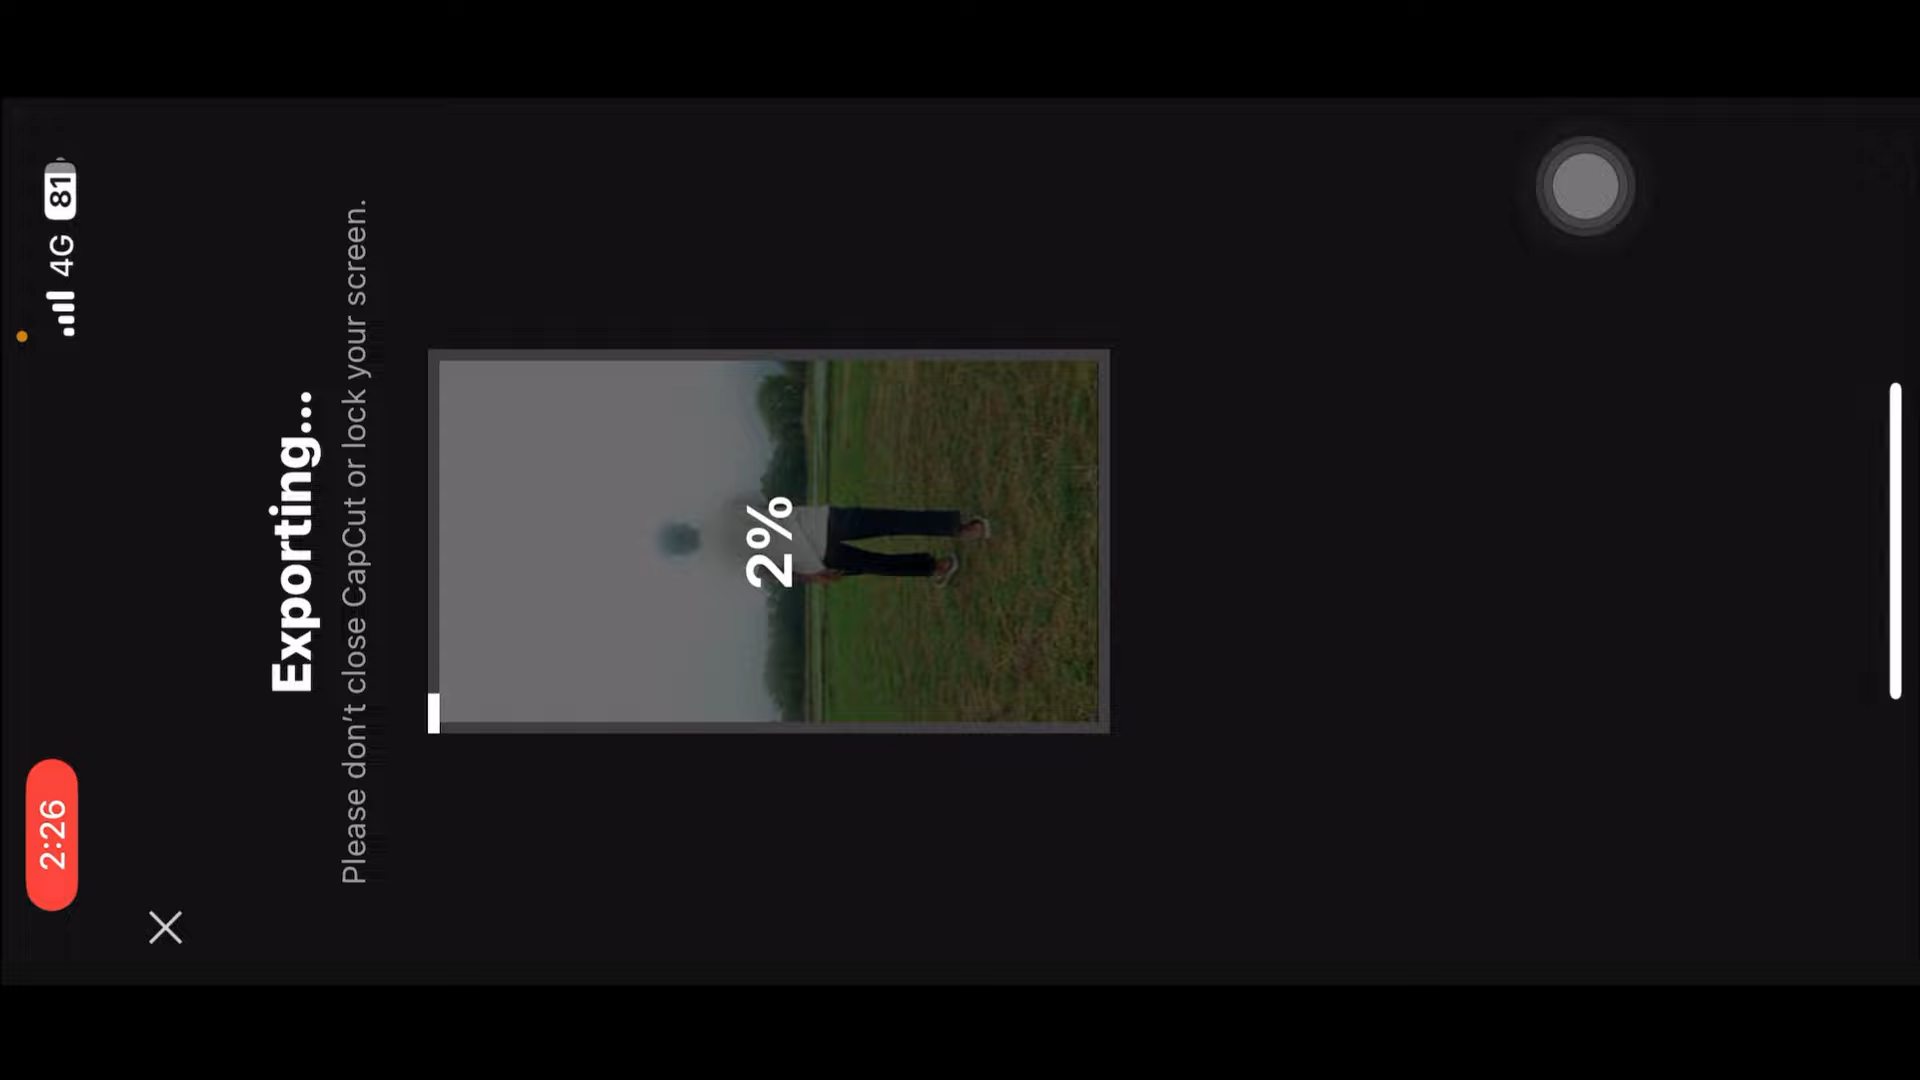 2:26
4G 81
Exporting...
Please don't close CapCut or lock your screen.
2%